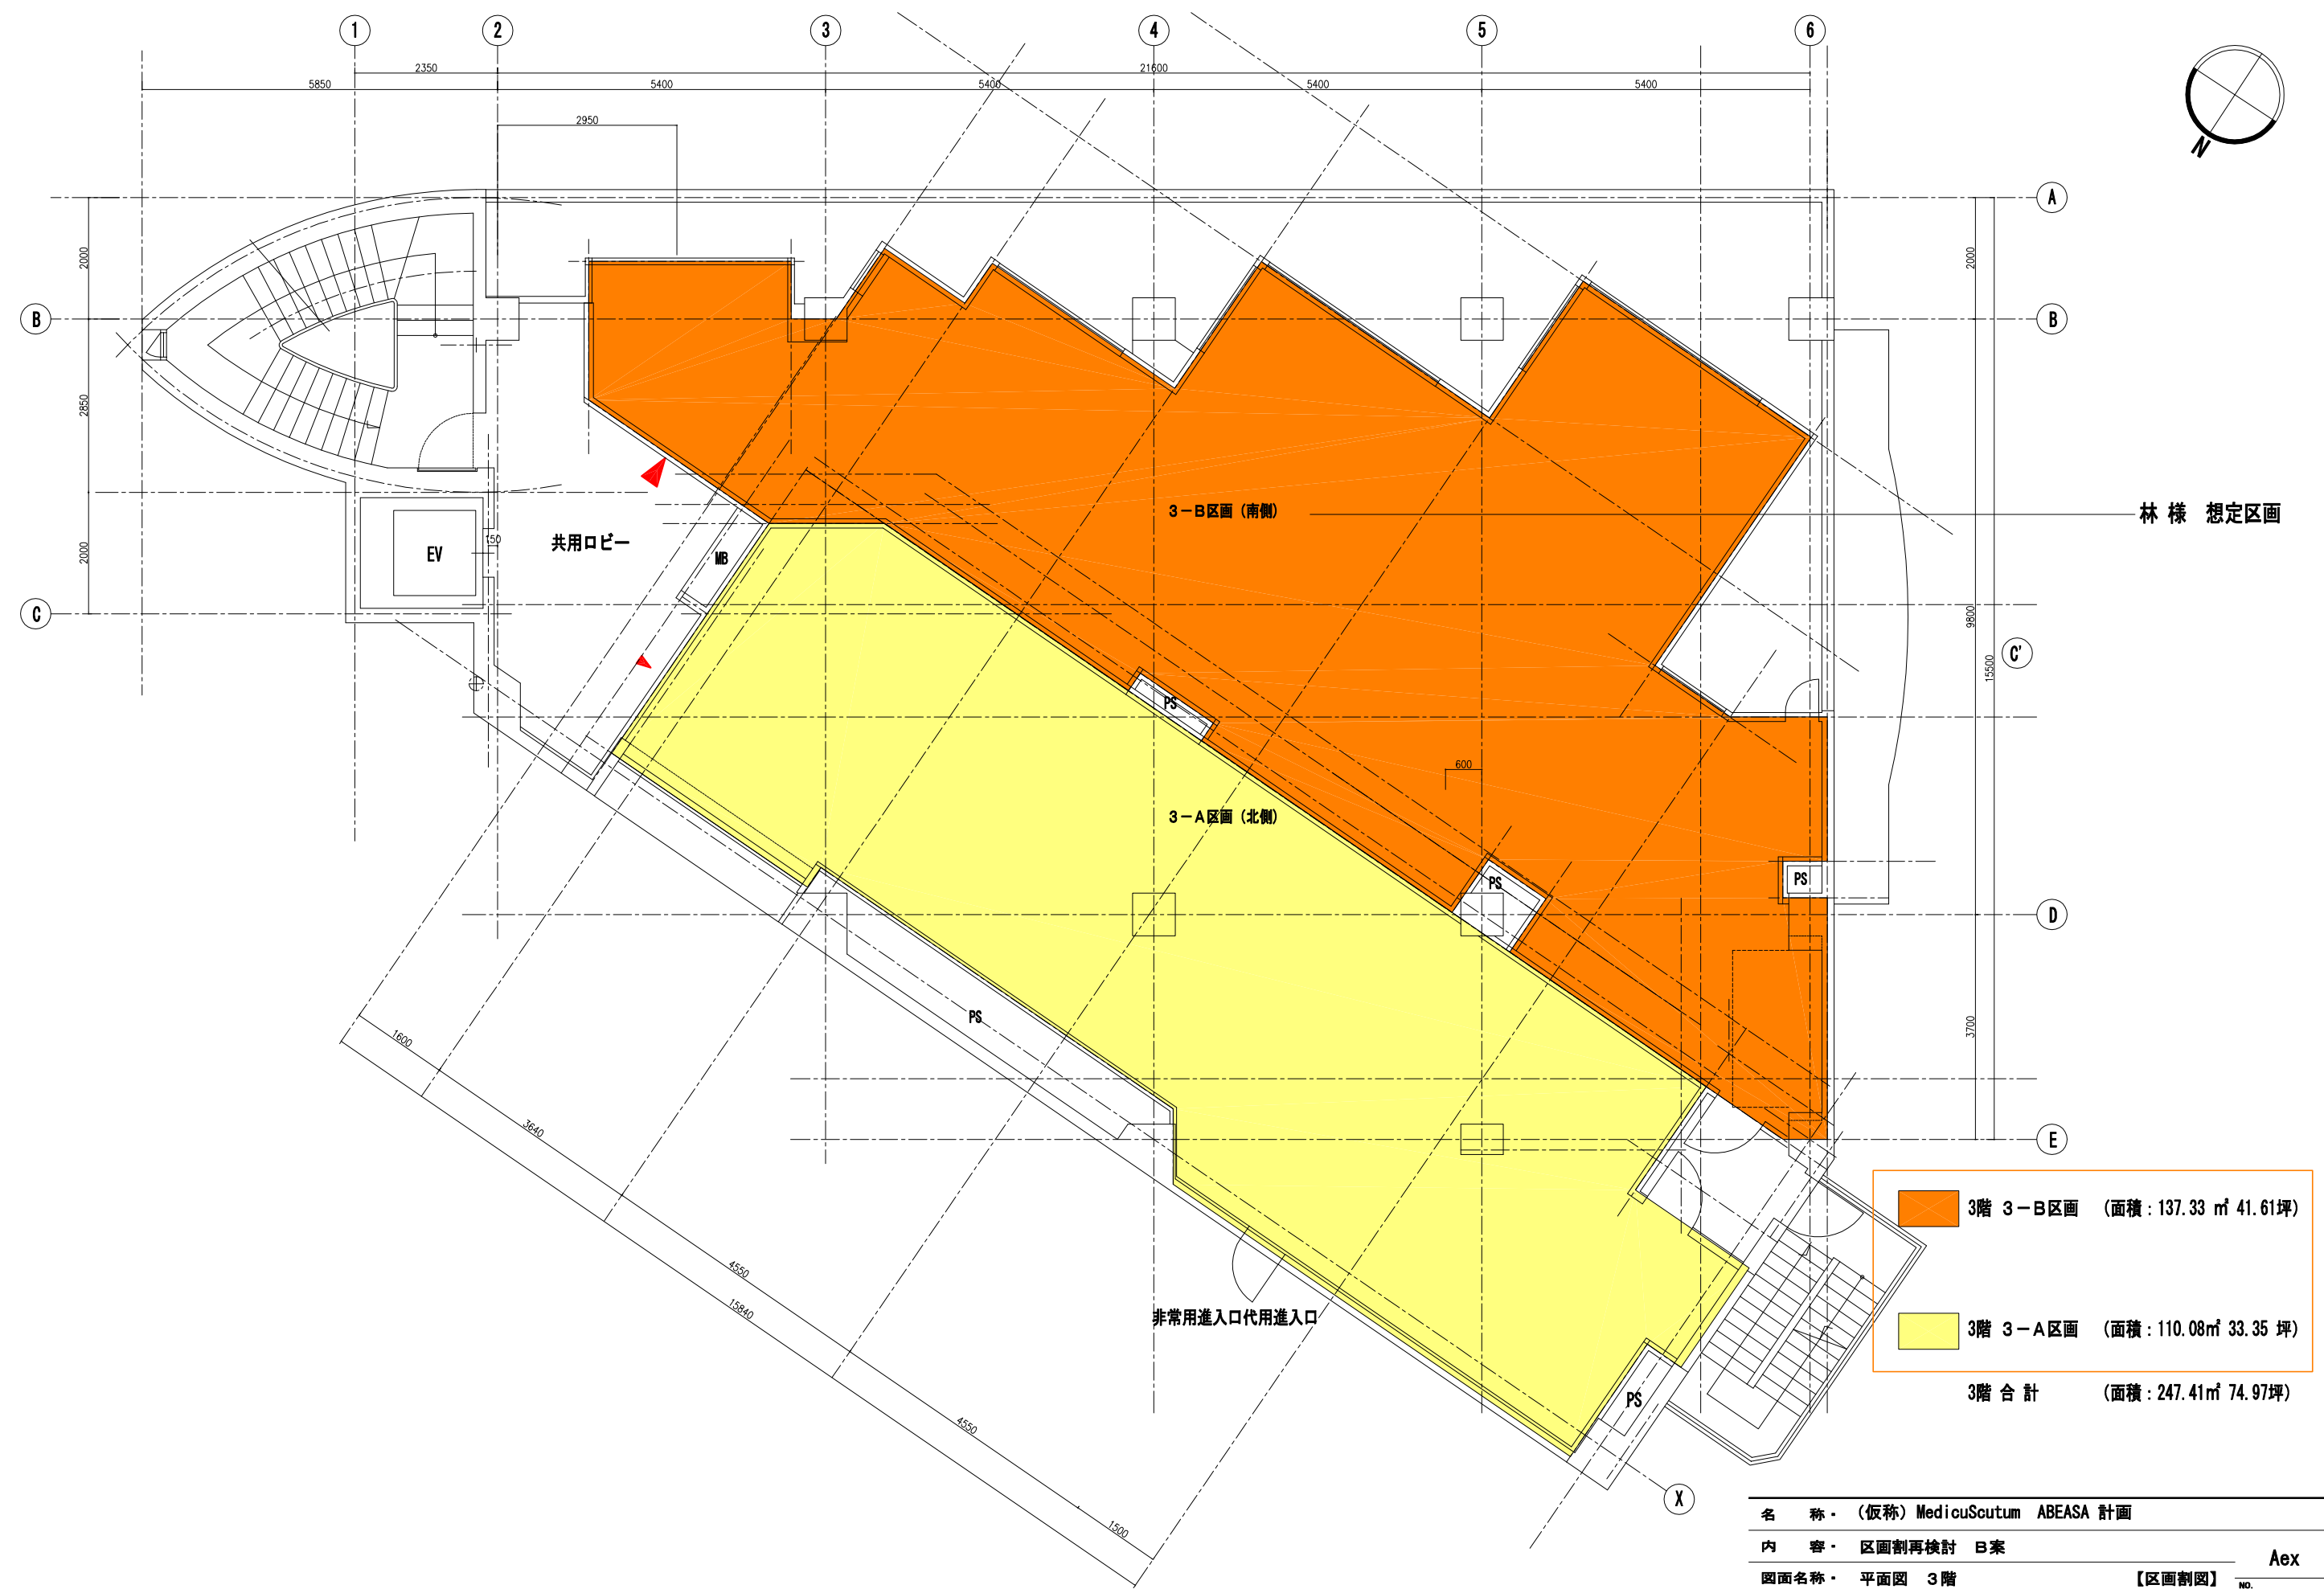 1 2 3 4 5 6
2350 21600
5850 5400 5400 5400 5400
2950
N
A
2000 2000
B B
2850
林 様 想定区画
3－B区画（南側）
EV 150 共用ロビー MB
2000
C 9800
C'
15500
PS
600
3－A区画（北側）
PS PS
D
PS
3700
1600
3640
E
4550
15840
非常用進入口代用進入口
PS
4550
1500
X
3階 3－B区画 （面積：137.33 ㎡ 41.61坪）
3階 3－A区画 （面積：110.08㎡ 33.35 坪）
3階 合 計 （面積：247.41㎡ 74.97坪）
名 称・ （仮称）MedicuScutum ABEASA 計画
内 容・ 区画割再検討 B案
Aex
図面名称・ 平面図 3階 【区画割図】 NO.